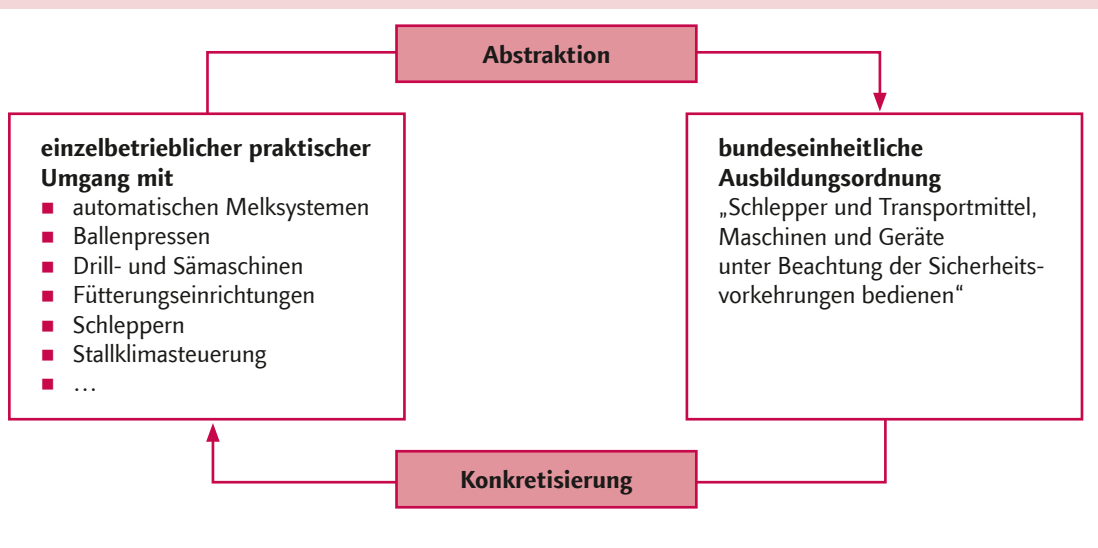 Abstraktion
einzelbetrieblicher praktischer
Umgang mit
automatischen Melksystemen
Ballenpressen
Drill- und Sämaschinen
Fütterungseinrichtungen
Schleppern
Stallklimasteuerung
…
bundeseinheitliche
Ausbildungsordnung
„Schlepper und Transportmittel,
Maschinen und Geräte
unter Beachtung der Sicherheits-
vorkehrungen bedienen“
Konkretisierung